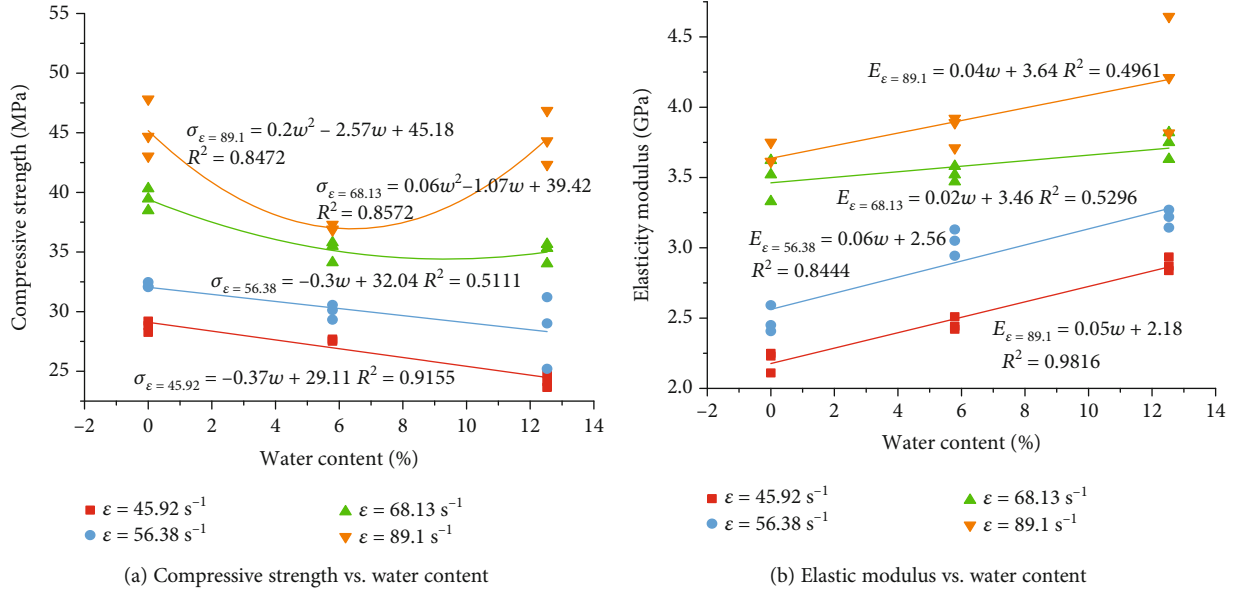 55
50
45
40
35
30
25
Compressive strength (MPa)
σε = 89.1 = 0.2w² – 2.57w + 45.18
R² = 0.8472
σε = 68.13 = 0.06w²–1.07w + 39.42
R² = 0.8572
σε = 56.38 = –0.3w + 32.04 R² = 0.5111
σε = 45.92 = –0.37w + 29.11 R² = 0.9155
–2 0 2 4 6 8 10 12 14
Water content (%)
ε = 45.92 s⁻¹ ε = 68.13 s⁻¹
ε = 56.38 s⁻¹ ε = 89.1 s⁻¹
(a) Compressive strength vs. water content
4.5
4.0
3.5
3.0
2.5
2.0
Elasticity modulus (GPa)
Eε = 89.1 = 0.04w + 3.64 R² = 0.4961
Eε = 68.13 = 0.02w + 3.46 R² = 0.5296
Eε = 56.38 = 0.06w + 2.56
R² = 0.8444
Eε = 89.1 = 0.05w + 2.18
R² = 0.9816
–2 0 2 4 6 8 10 12 14
Water content (%)
ε = 45.92 s⁻¹ ε = 68.13 s⁻¹
ε = 56.38 s⁻¹ ε = 89.1 s⁻¹
(b) Elastic modulus vs. water content